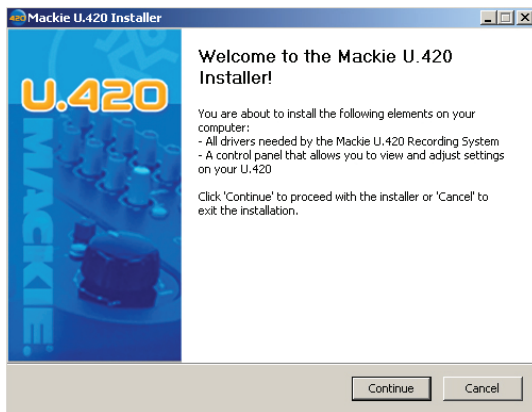 420 Mackie U.420 Installer
U.420
MACKIE.
Welcome to the Mackie U.420
Installer!
You are about to install the following elements on your
computer:
- All drivers needed by the Mackie U.420 Recording System
- A control panel that allows you to view and adjust settings
on your U.420
Click 'Continue' to proceed with the installer or 'Cancel' to
exit the installation.
Continue
Cancel